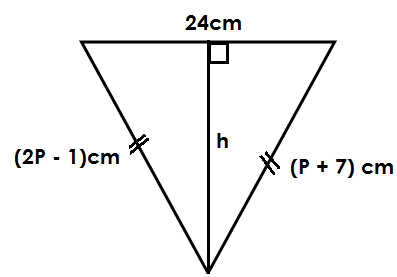 24cm
h
(2P - 1)cm
(P + 7) cm